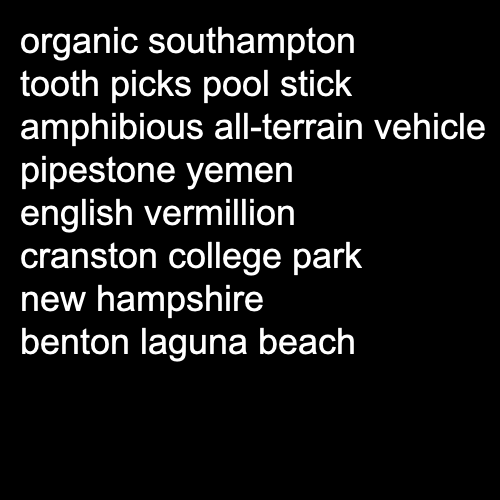 organic southampton
tooth picks pool stick
amphibious all-terrain vehicle
pipestone yemen
english vermillion
cranston college park
new hampshire
benton laguna beach